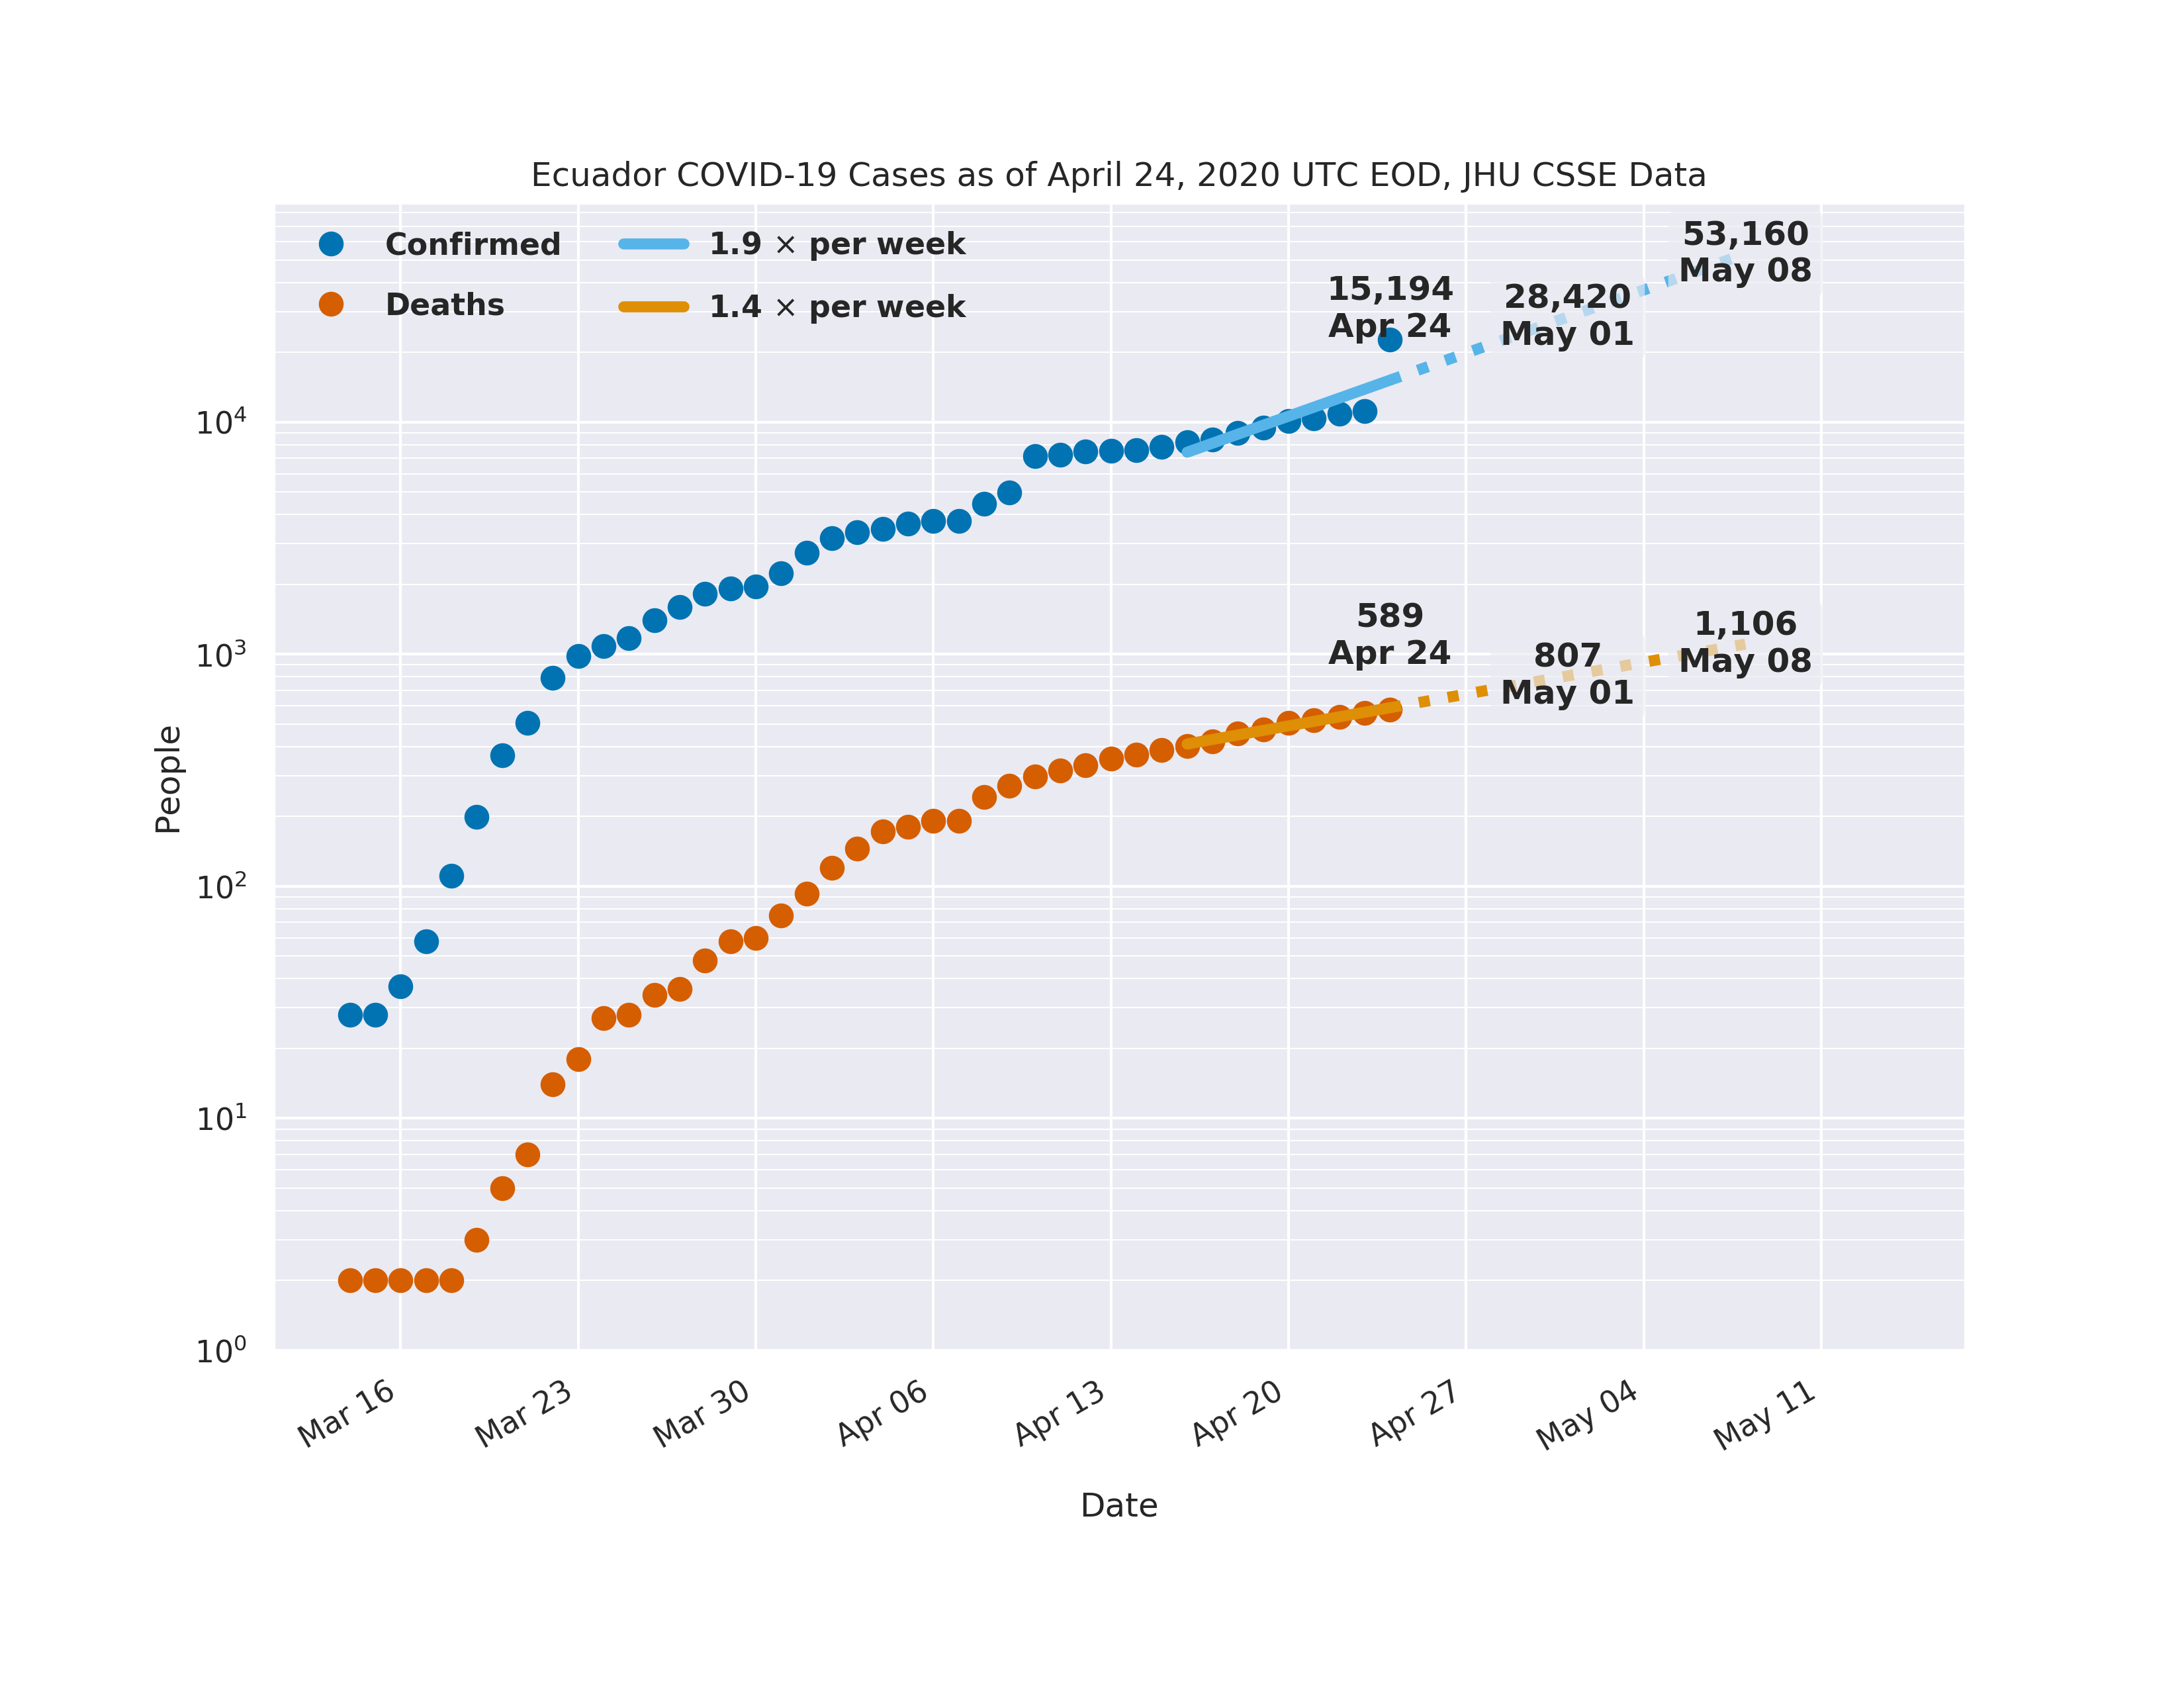 Ecuador COVID-19 Cases as of April 24, 2020 UTC EOD, JHU CSSE Data
Confirmed
Deaths
1.9 × per week
1.4 × per week
53,160
May 08
15,194
Apr 24
28,420
May 01
589
Apr 24
807
May 01
1,106
May 08
People
10⁴
10³
10²
10¹
10⁰
Mar 16
Mar 23
Mar 30
Apr 06
Apr 13
Apr 20
Apr 27
May 04
May 11
Date